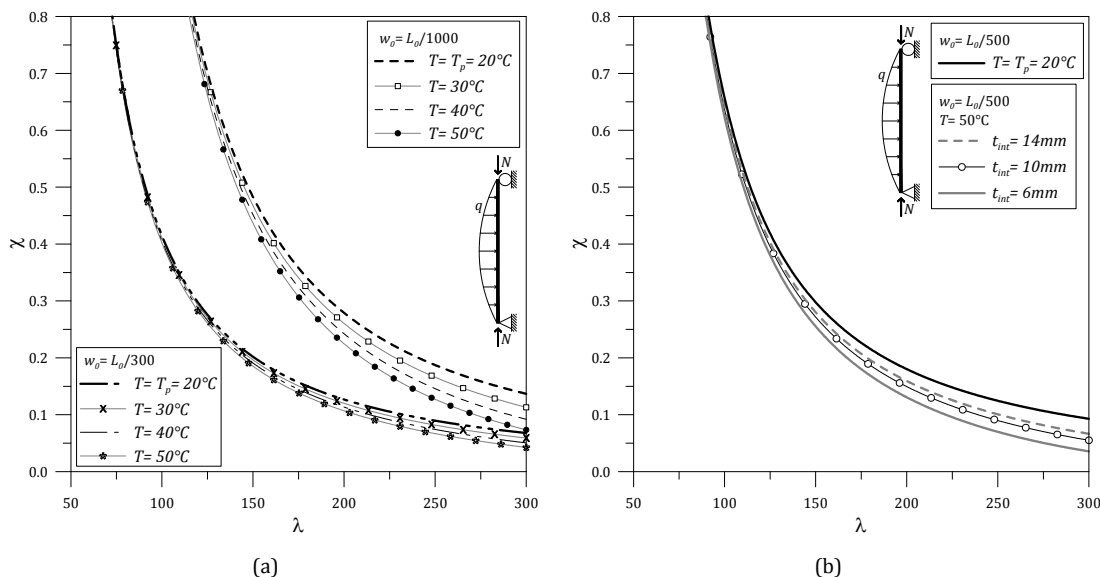 0.8
0.7
0.6
0.5
0.4
0.3
0.2
0.1
0.0
χ
50 100 150 200 250 300
λ
w₀= L₀/1000
T= Tₚ= 20°C
T= 30°C
T= 40°C
T= 50°C
N
q
N
w₀= L₀/300
T= Tₚ= 20°C
T= 30°C
T= 40°C
T= 50°C
(a)
0.8
0.7
0.6
0.5
0.4
0.3
0.2
0.1
0.0
χ
50 100 150 200 250 300
λ
N
q
N
w₀= L₀/500
T= Tₚ= 20°C
w₀= L₀/500
T= 50°C
t_int= 14mm
t_int= 10mm
t_int= 6mm
(b)